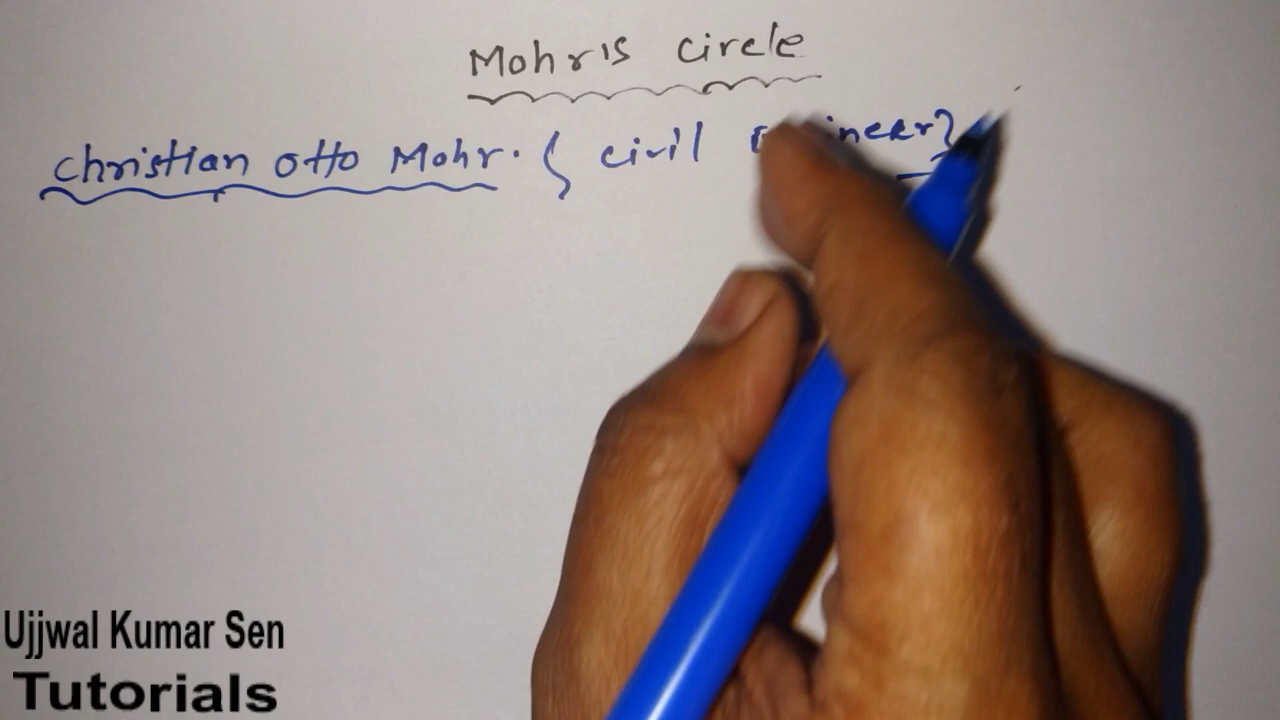 Mohr's circle
Christian Otto Mohr. { civil
Ujjwal Kumar Sen
Tutorials